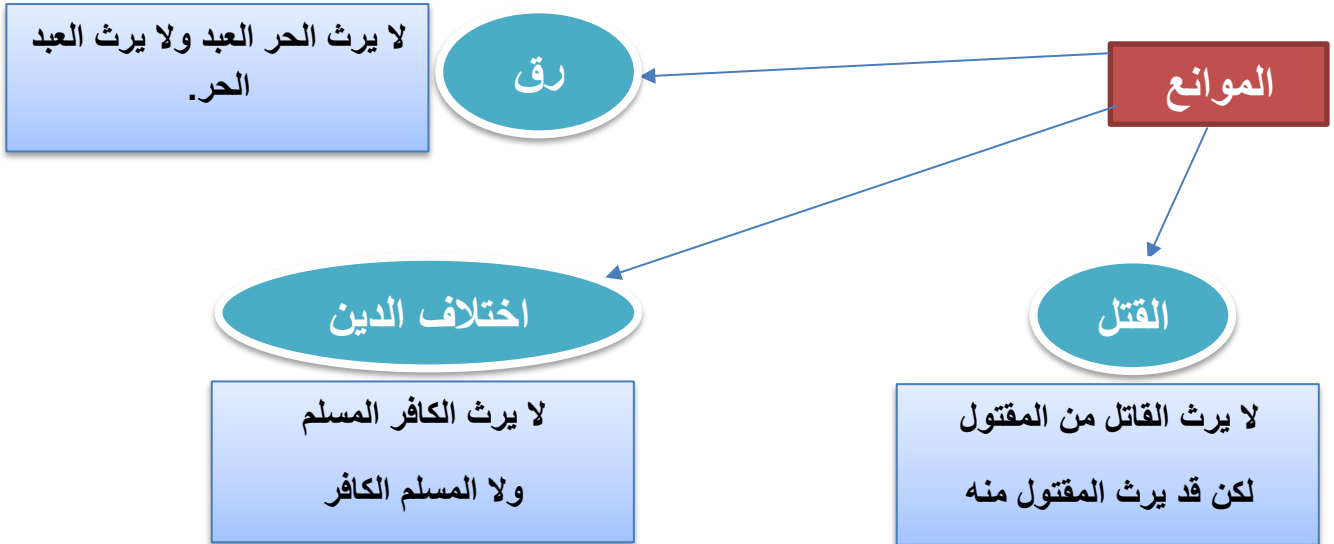 الموانع
رق
لا يرث الحر العبد ولا يرث العبد
الحر.
القتل
لا يرث القاتل من المقتول
لكن قد يرث المقتول منه
اختلاف الدين
لا يرث الكافر المسلم
ولا المسلم الكافر